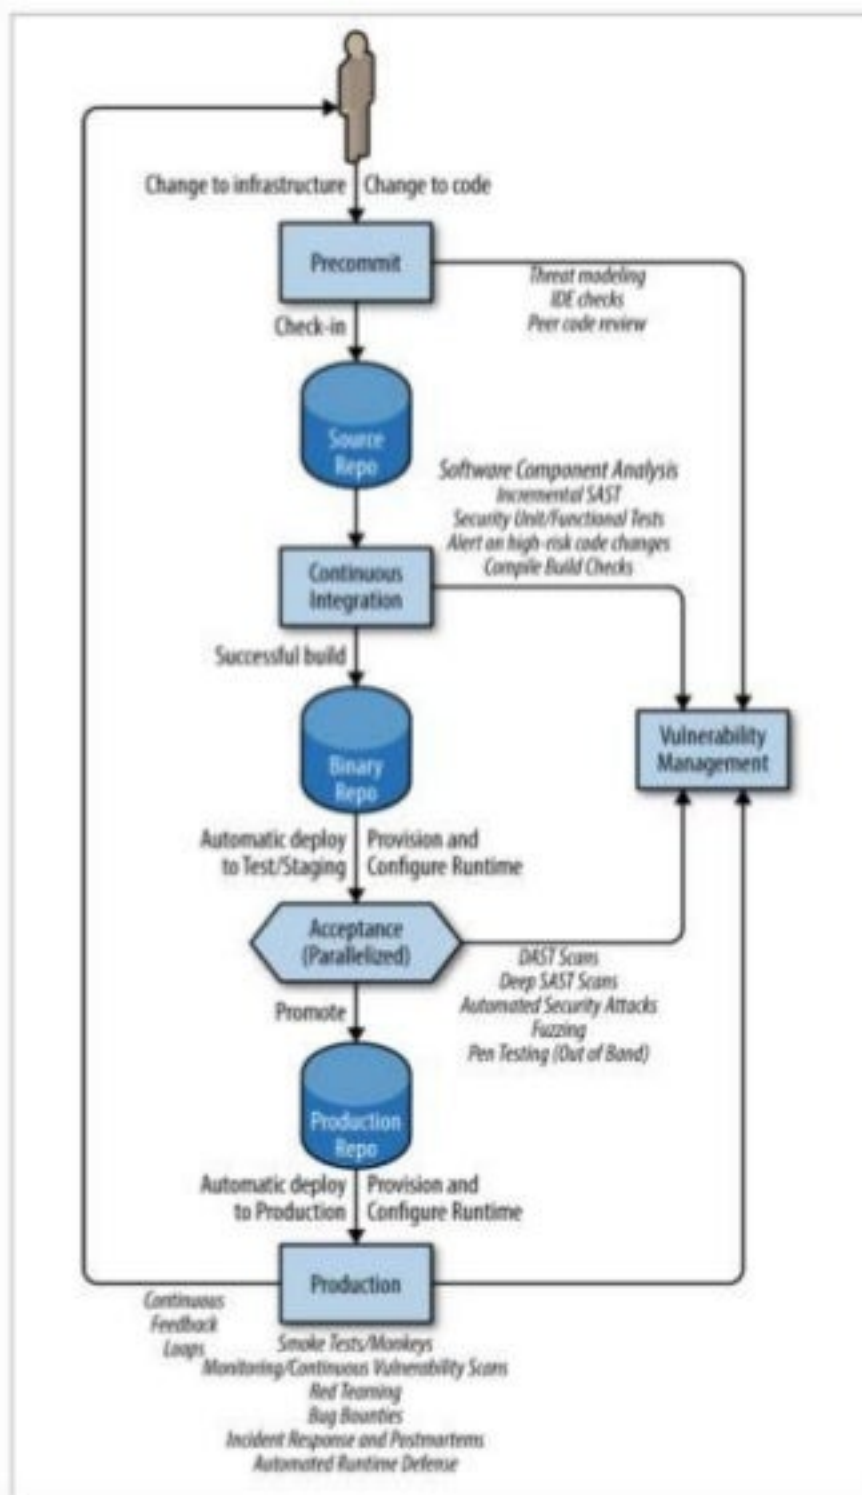 Change to infrastructure
Change to code
Precommit
Threat modeling
IDE checks
Peer code review
Check-in
Source
Repo
Software Component Analysis
Incremental SAST
Security Unit/Functional Tests
Alert on high-risk code changes
Compile Build Checks
Continuous
Integration
Successful build
Binary
Repo
Vulnerability
Management
Automatic deploy
to Test/Staging
Provision and
Configure Runtime
Acceptance
(Parallelized)
DAST Scans
Deep SAST Scans
Automated Security Attacks
Fuzzing
Pen Testing (Out of Band)
Promote
Production
Repo
Automatic deploy
to Production
Provision and
Configure Runtime
Production
Continuous
Feedback
Loops
Smoke Tests/Monkeys
Monitoring/Continuous Vulnerability Scans
Red Teaming
Bug Bounties
Incident Response and Postmortems
Automated Runtime Defense